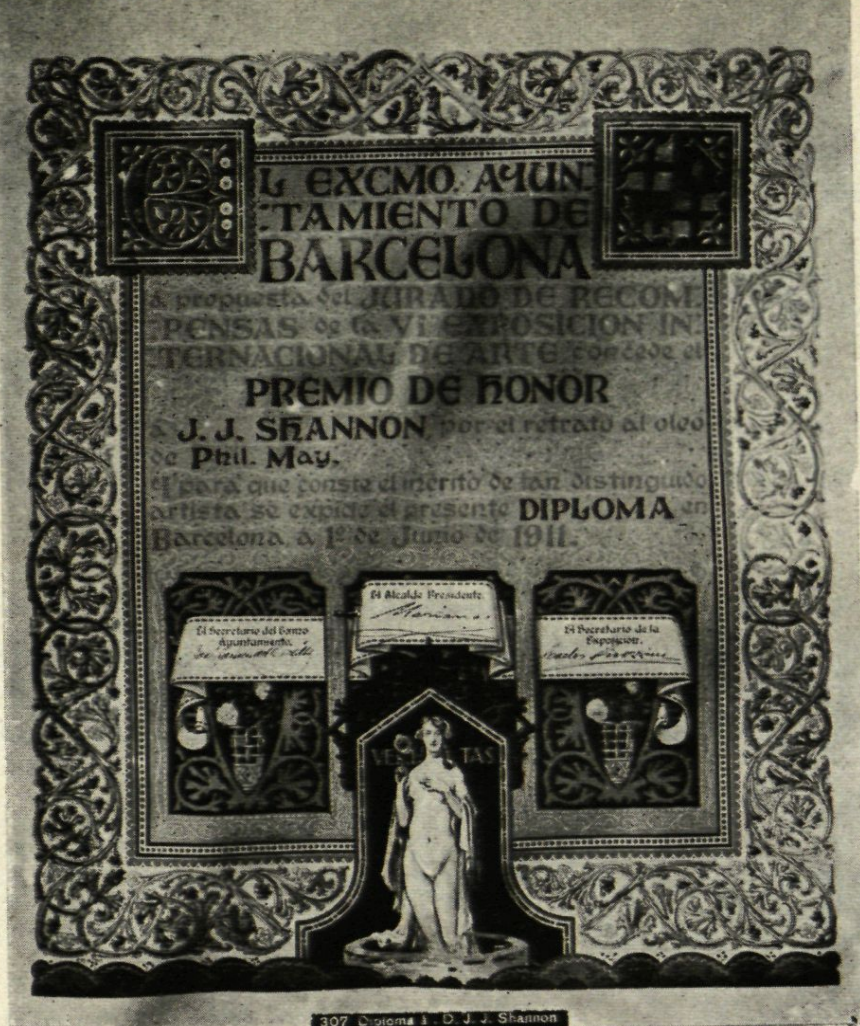 EL EXCMO. AYUN-
TAMIENTO DE
BARCELONA
a propuesta del JURADO DE RECOM-
PENSAS de la VI EXPOSICION IN-
TERNACIONAL DE ARTE concede el
PREMIO DE HONOR
a J. J. SHANNON, por el retrato al oleo
de Phil. May.
Y para que conste el mérito de tan distinguido
artista se expide el presente DIPLOMA en
Barcelona, a 1º de Junio de 1911.
El Alcalde Presidente.
El Secretario del Excmo
Ayuntamiento.
El Secretario de la
Exposicion.
VE TAS
307 Diploma D. J. J. Shannon